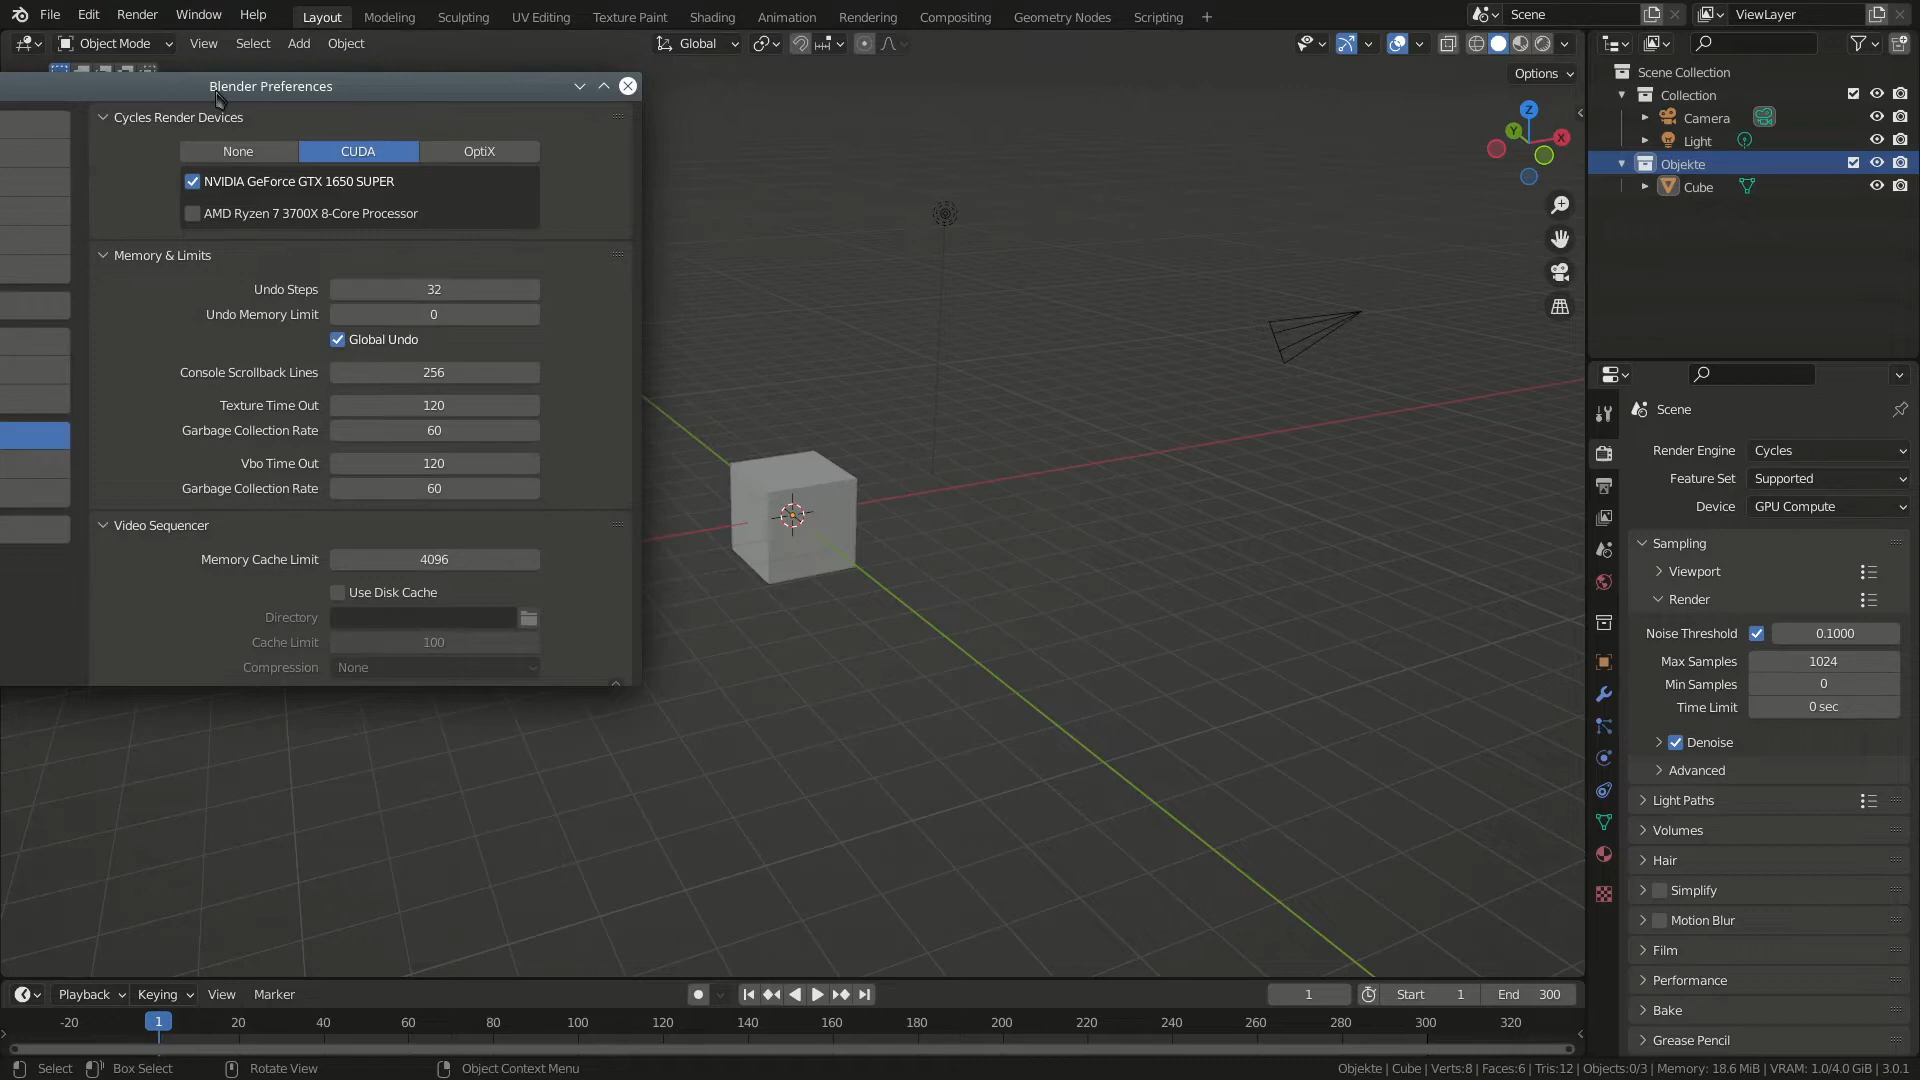 File Edit Render Window Help Layout Modeling Sculpting UV Editing Texture Paint Shading Animation Rendering Compositing Geometry Nodes Scripting + Scene ViewLayer
Object Mode View Select Add Object Global
Options
Blender Preferences
Cycles Render Devices
None CUDA OptiX
NVIDIA GeForce GTX 1650 SUPER
AMD Ryzen 7 3700X 8-Core Processor
Memory & Limits
Undo Steps 32
Undo Memory Limit 0
Global Undo
Console Scrollback Lines 256
Texture Time Out 120
Garbage Collection Rate 60
Vbo Time Out 120
Garbage Collection Rate 60
Video Sequencer
Memory Cache Limit 4096
Use Disk Cache
Directory
Cache Limit 100
Compression None
Z
Y X
Scene Collection
Collection
Camera
Light
Objekte
Cube
Scene
Render Engine Cycles
Feature Set Supported
Device GPU Compute
Sampling
Viewport
Render
Noise Threshold 0.1000
Max Samples 1024
Min Samples 0
Time Limit 0 sec
Denoise
Advanced
Light Paths
Volumes
Hair
Simplify
Motion Blur
Film
Performance
Bake
Grease Pencil
Playback Keying View Marker 1 Start 1 End 300
-20 1 20 40 60 80 100 120 140 160 180 200 220 240 260 280 300 320
Select Box Select Rotate View Object Context Menu Objekte | Cube | Verts:8 | Faces:6 | Tris:12 | Objects:0/3 | Memory: 18.6 MiB | VRAM: 1.0/4.0 GiB | 3.0.1